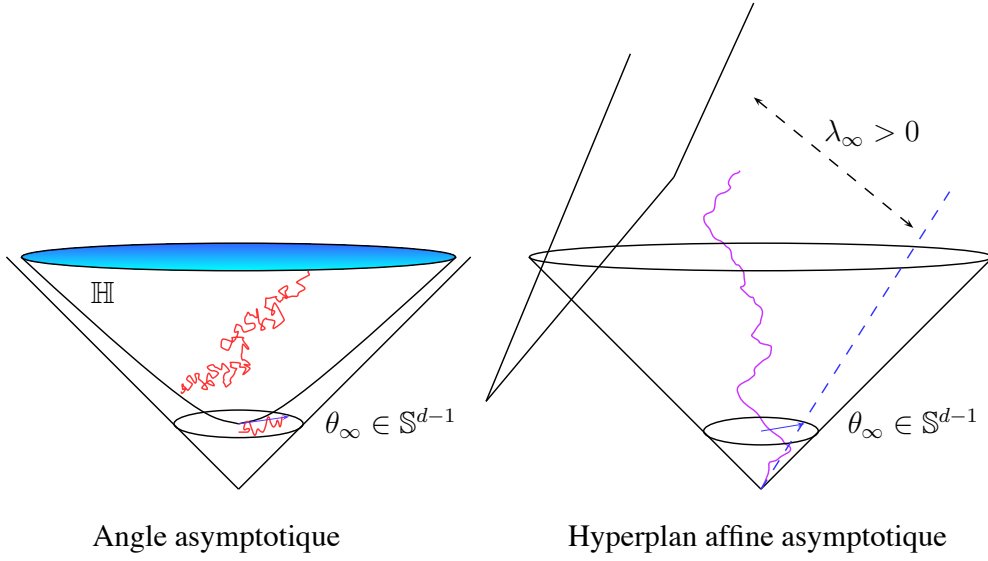 λ∞ > 0
ℍ
θ∞ ∈ 𝕊^{d−1}
θ∞ ∈ 𝕊^{d−1}
Angle asymptotique
Hyperplan affine asymptotique